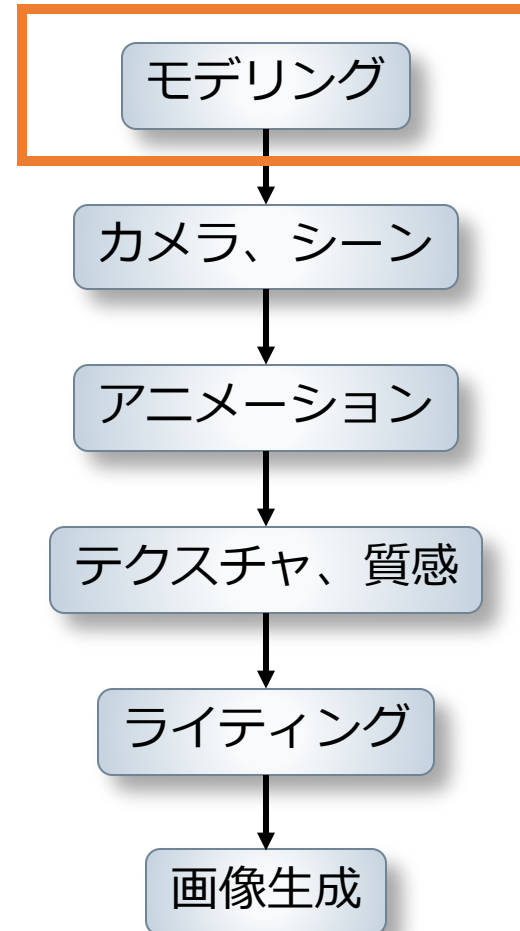 モデリング
カメラ、シーン
アニメーション
テクスチャ、質感
ライティング
画像生成